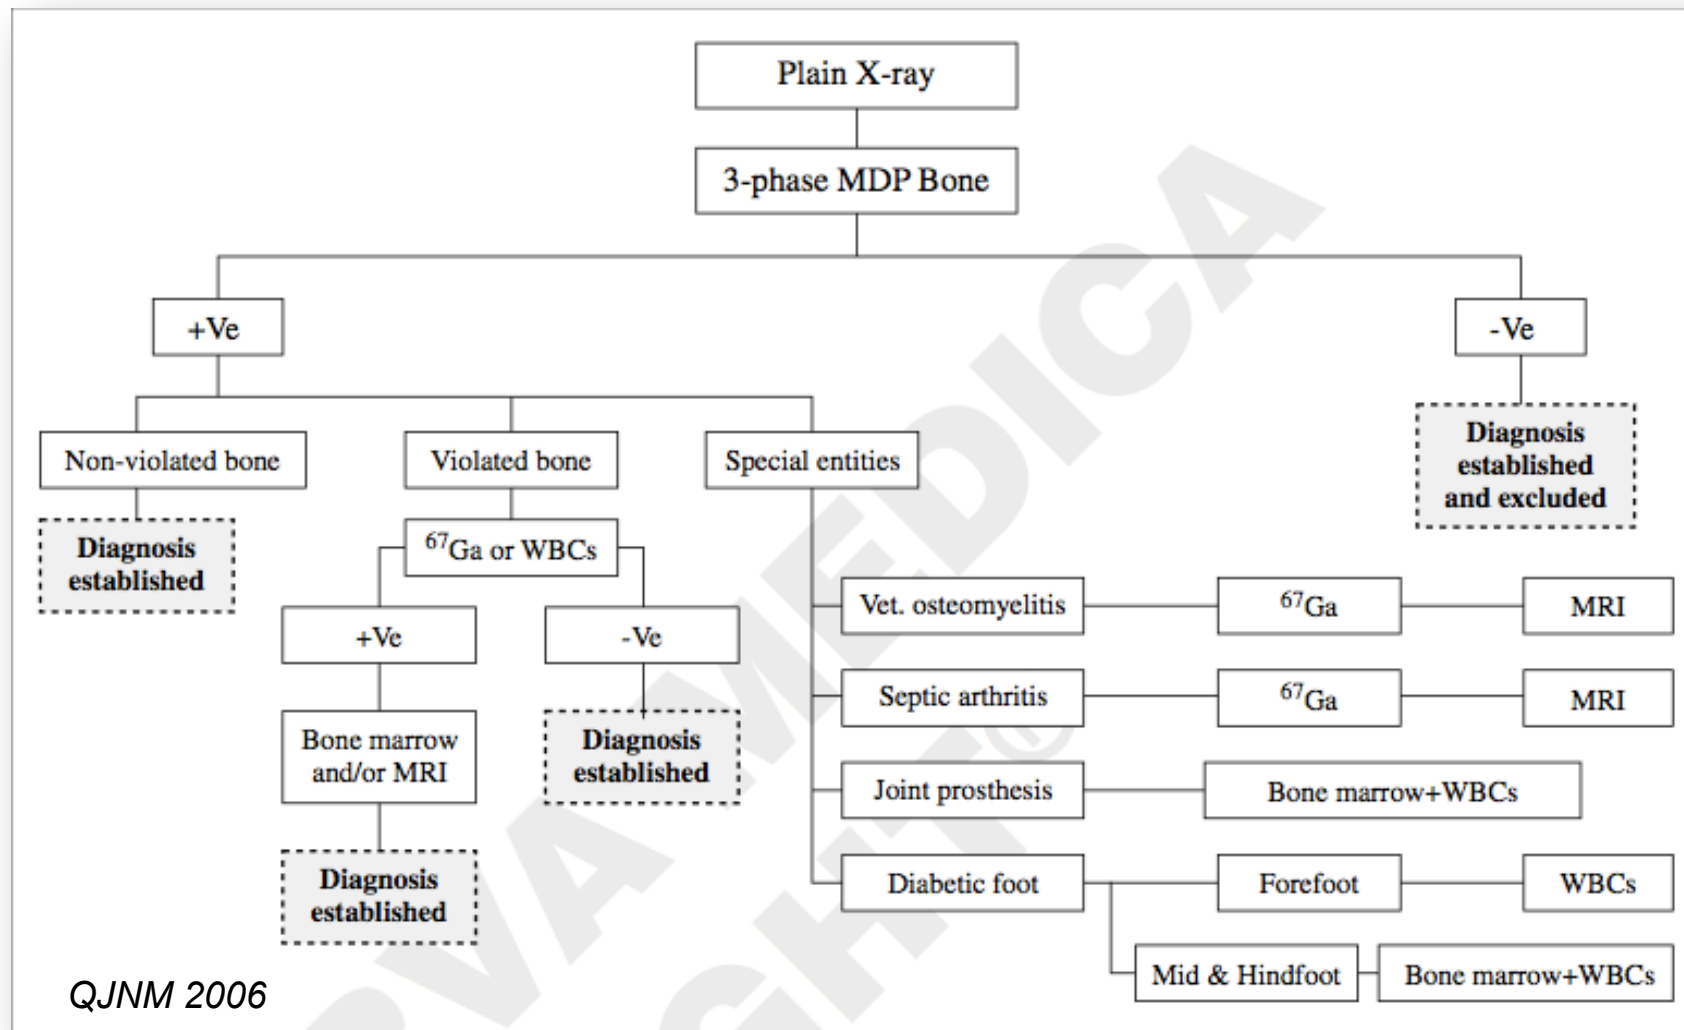 Plain X-ray
3-phase MDP Bone
+Ve
-Ve
Non-violated bone
Violated bone
Special entities
Diagnosis
established
and excluded
Diagnosis
established
⁶⁷Ga or WBCs
+Ve
-Ve
Bone marrow
and/or MRI
Diagnosis
established
Diagnosis
established
Vet. osteomyelitis
⁶⁷Ga
MRI
Septic arthritis
⁶⁷Ga
MRI
Joint prosthesis
Bone marrow+WBCs
Diabetic foot
Forefoot
WBCs
Mid & Hindfoot
Bone marrow+WBCs
QJNM 2006
RVA MEDICA
GHT®